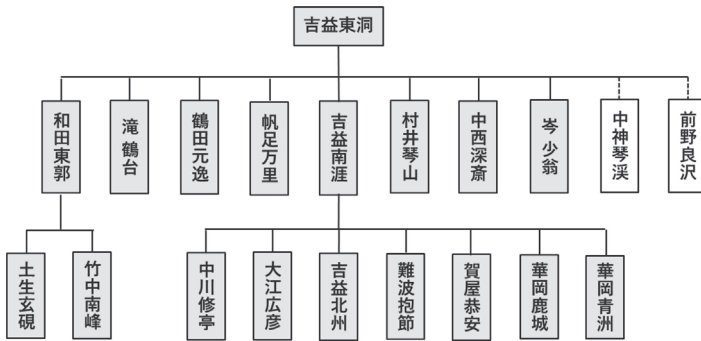 吉益東洞
和田東郭
滝鶴台
鶴田元逸
帆足万里
吉益南涯
村井琴山
中西深斎
岑少翁
中神琴渓
前野良沢
土生玄硯
竹中南峰
中川修亭
大江広彦
吉益北州
難波抱節
賀屋恭安
華岡鹿城
華岡青洲